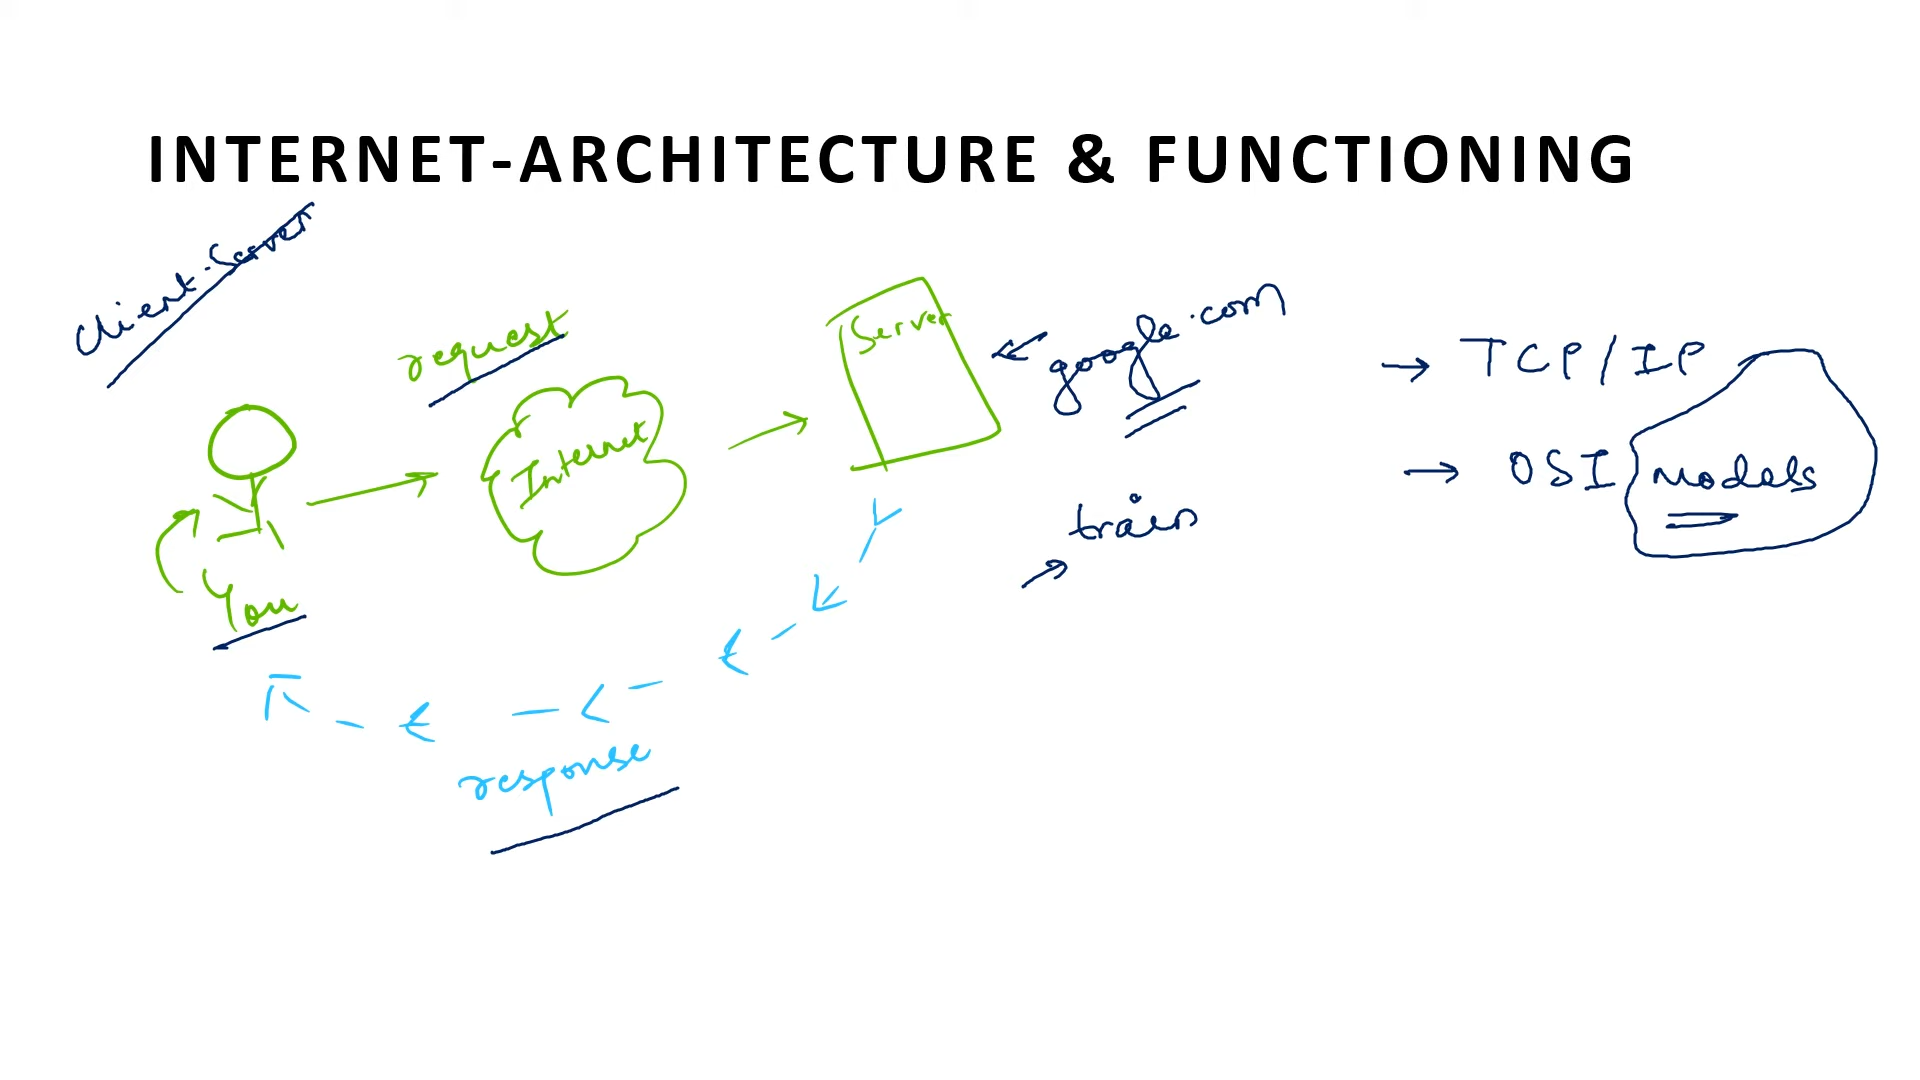 INTERNET-ARCHITECTURE & FUNCTIONING
Client-Server
request
Server
google.com
TCP/IP
Internet
OSI models
train
You
response